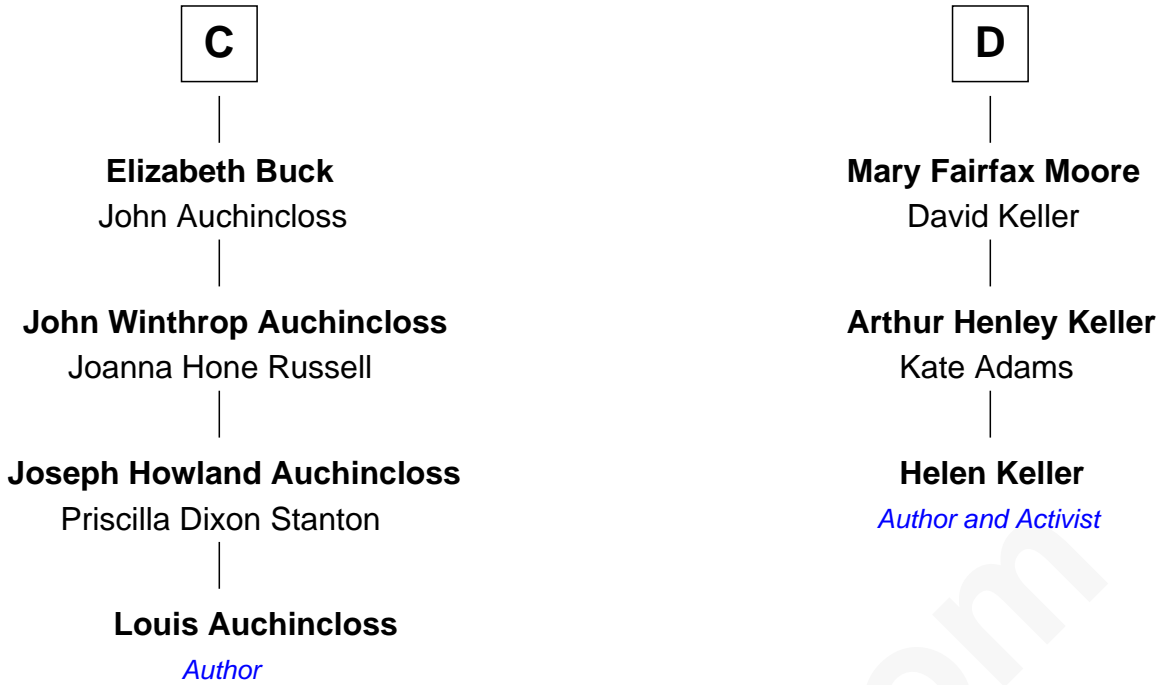 C
Elizabeth Buck
John Auchincloss
John Winthrop Auchincloss
Joanna Hone Russell
Joseph Howland Auchincloss
Priscilla Dixon Stanton
Louis Auchincloss
Author
D
Mary Fairfax Moore
David Keller
Arthur Henley Keller
Kate Adams
Helen Keller
Author and Activist
om